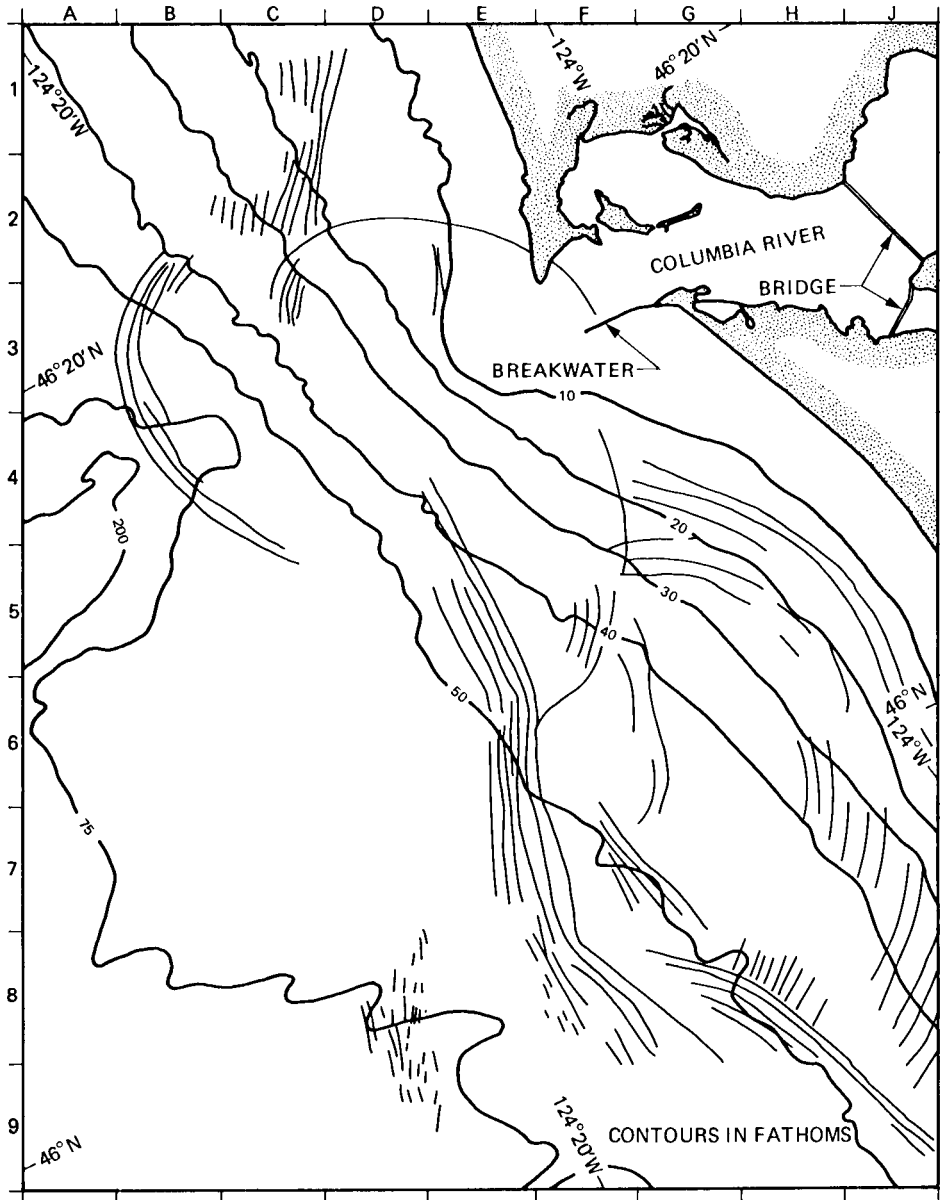 A B C D E F G H J
1
2
3
4
5
6
7
8
9
124°20'W
124°W
46°20'N
COLUMBIA RIVER
BRIDGE
BREAKWATER
46°20'N
10
20
30
40
50
200
75
46°N
124°W
46°N
124°20'W
CONTOURS IN FATHOMS